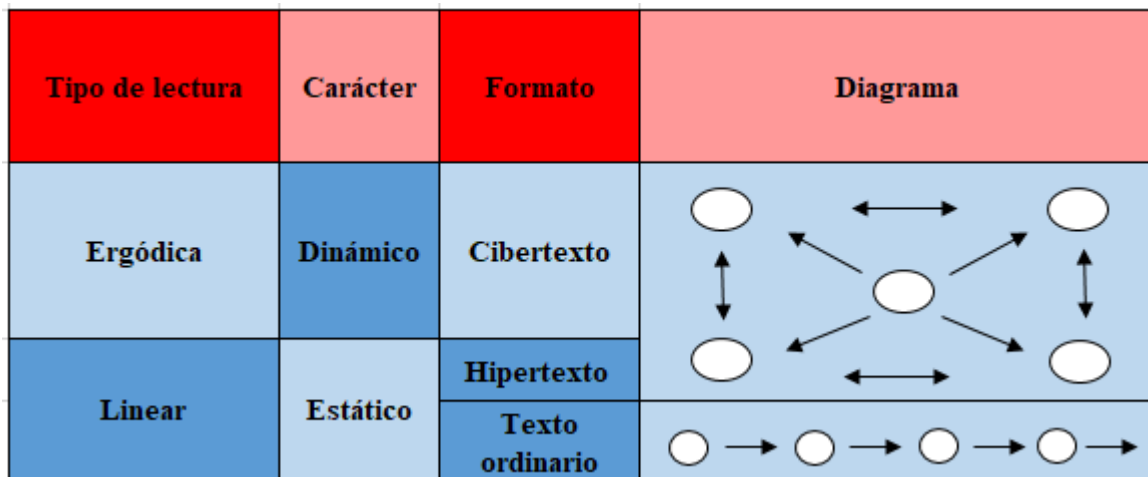 Tipo de lectura
Carácter
Formato
Diagrama
Ergódica
Dinámico
Cibertexto
Linear
Estático
Hipertexto
Texto
ordinario